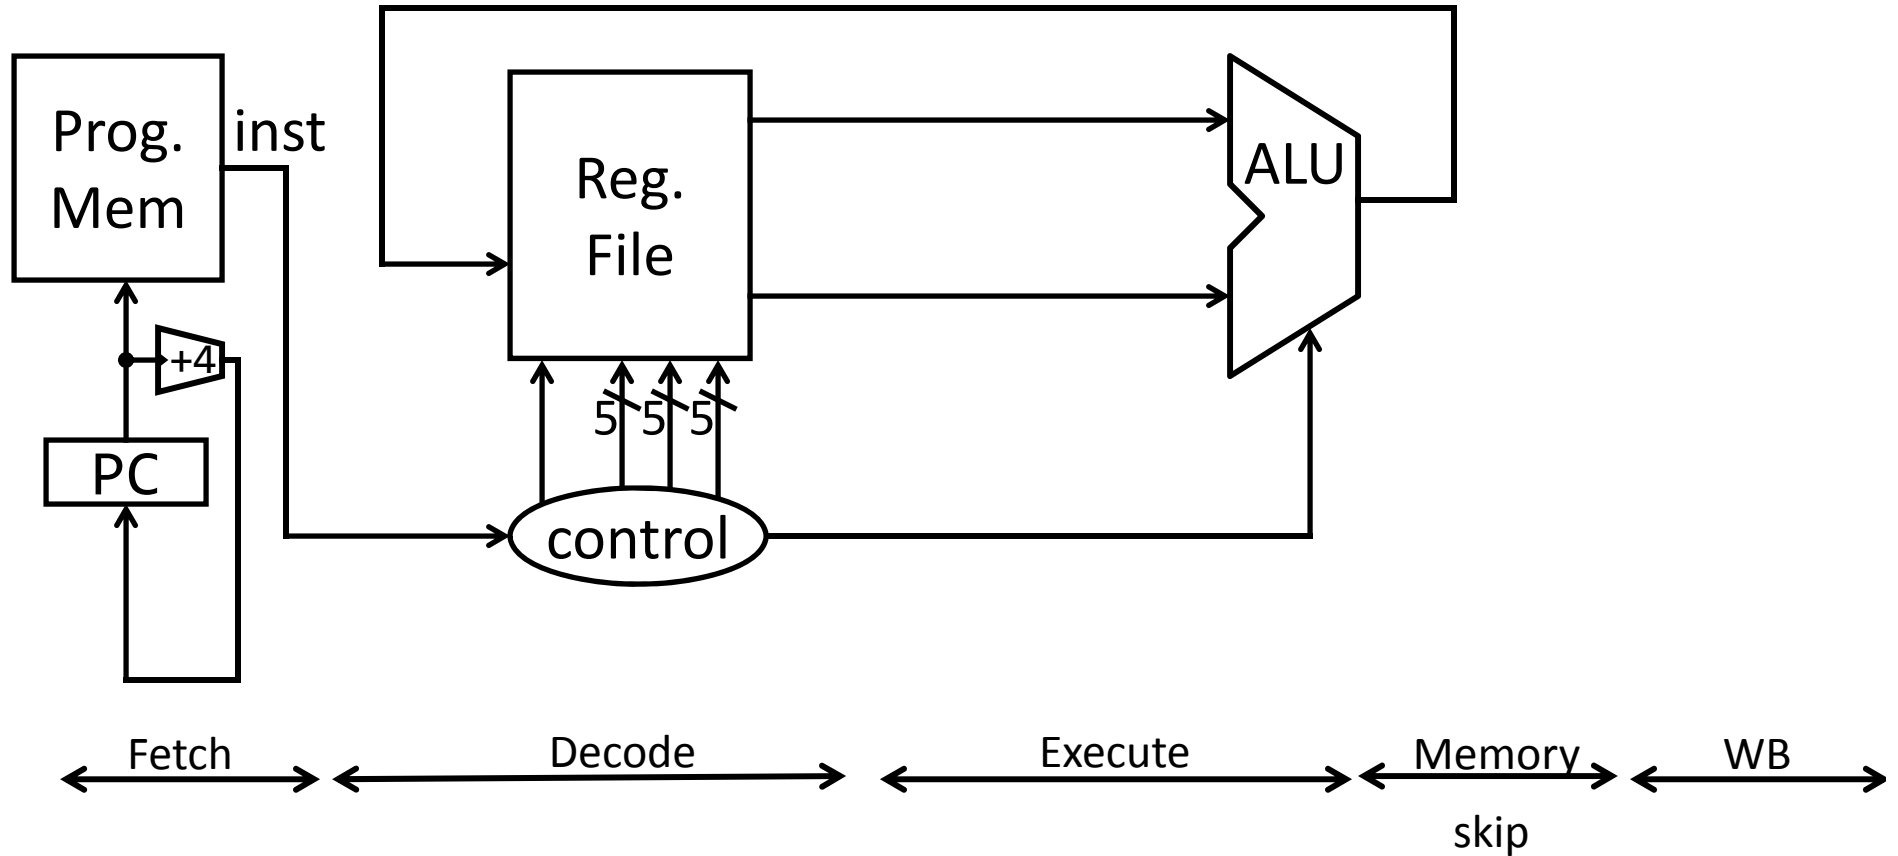 Prog.
Mem
inst
Reg.
File
ALU
+4
5 5 5
PC
control
Fetch
Decode
Execute
Memory
WB
skip